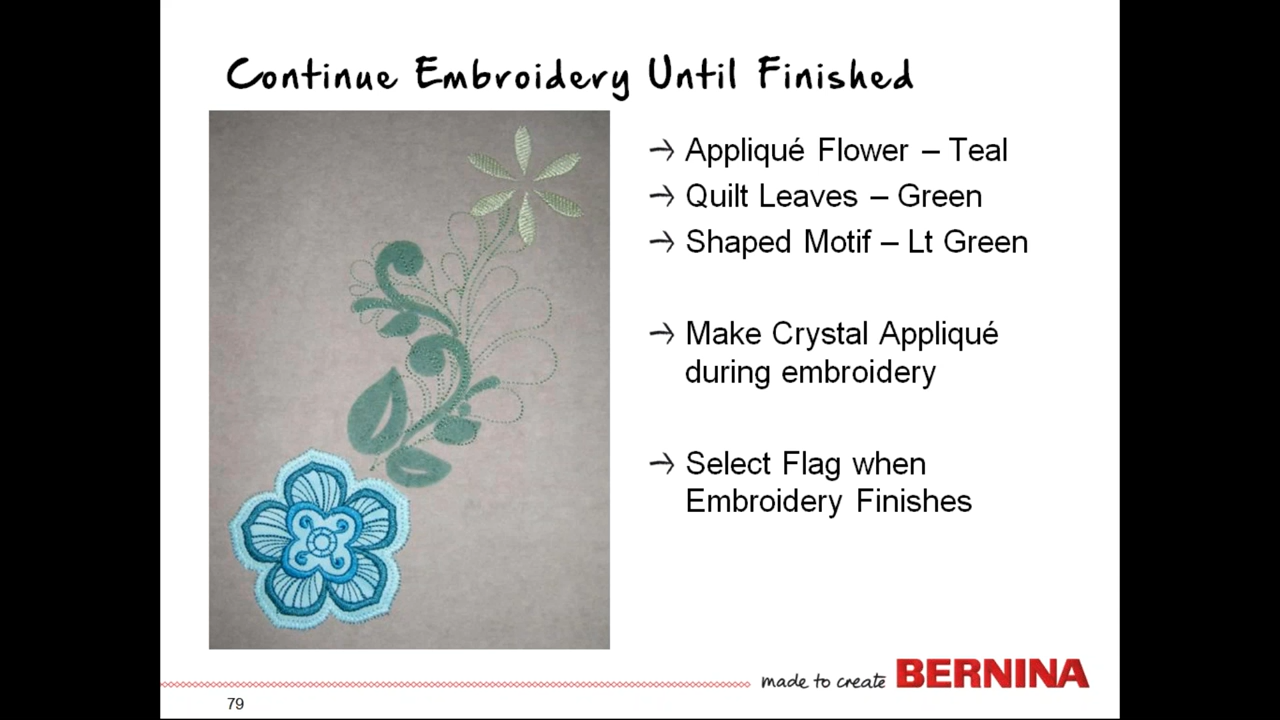 Continue Embroidery Until Finished
→ Appliqué Flower – Teal
→ Quilt Leaves – Green
→ Shaped Motif – Lt Green
→ Make Crystal Appliqué
during embroidery
→ Select Flag when
Embroidery Finishes
made to create BERNINA
79